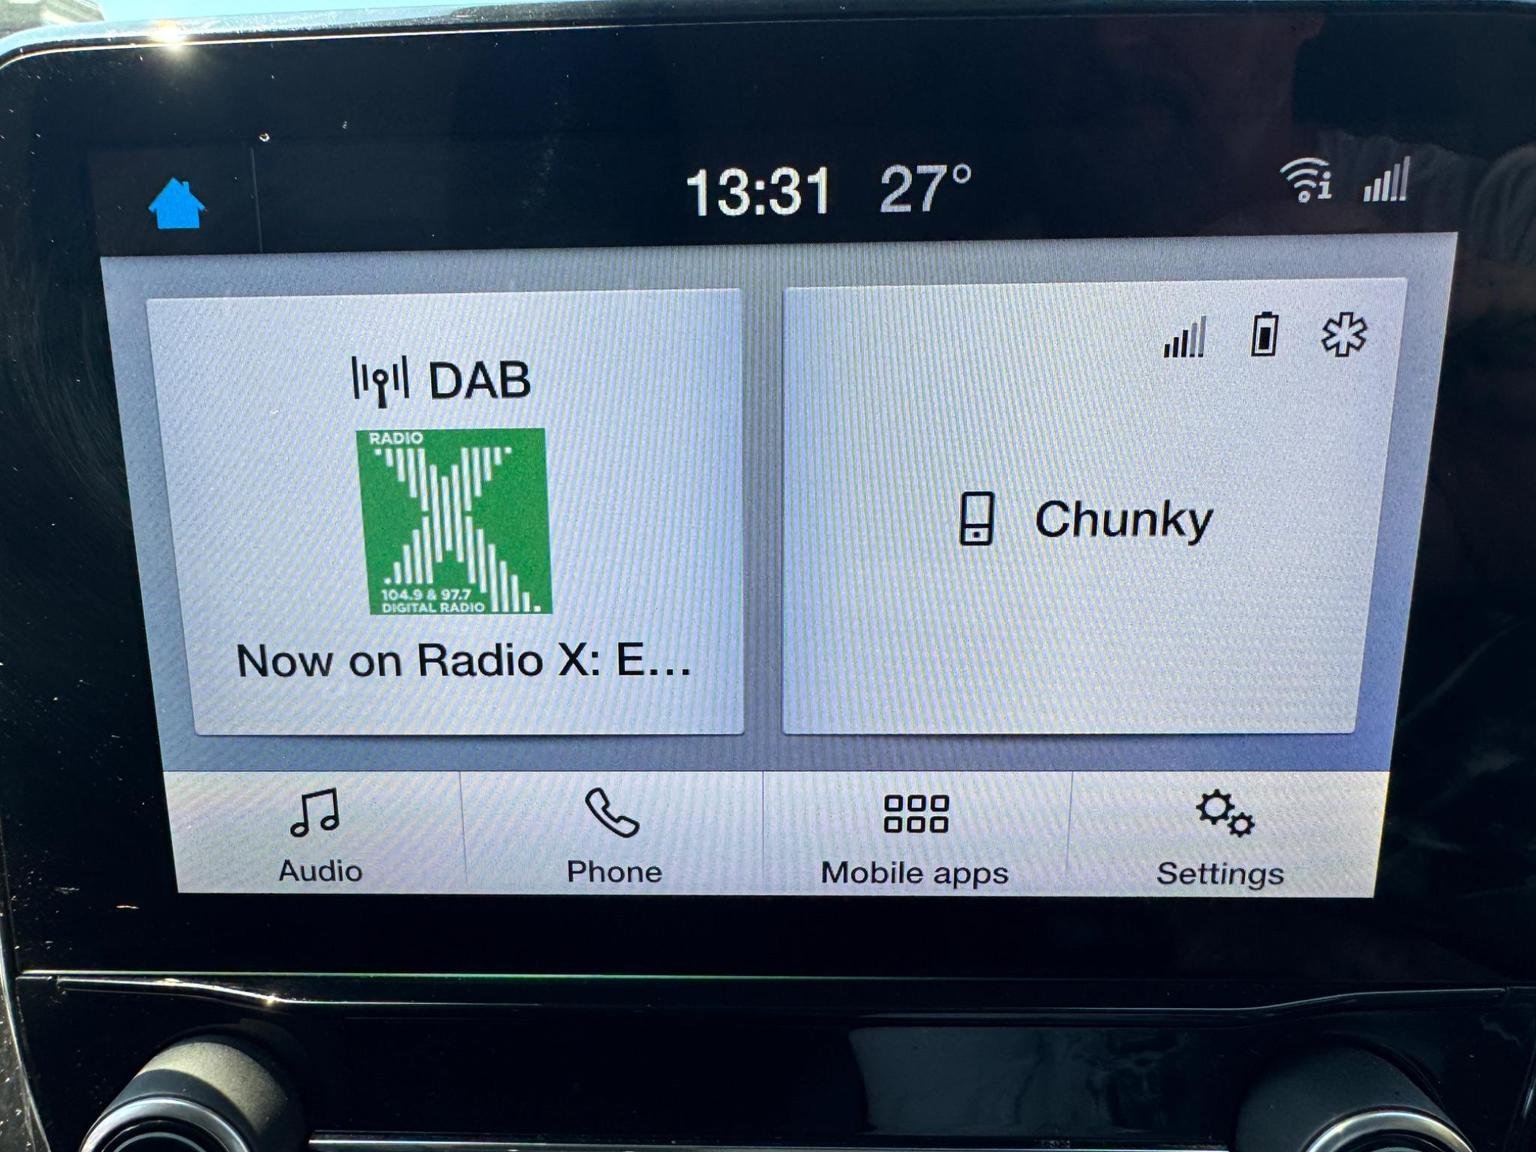 13:31 27°
DAB
RADIO
X
104.9 & 97.7
DIGITAL RADIO
Now on Radio X: E...
Chunky
Audio
Phone
Mobile apps
Settings